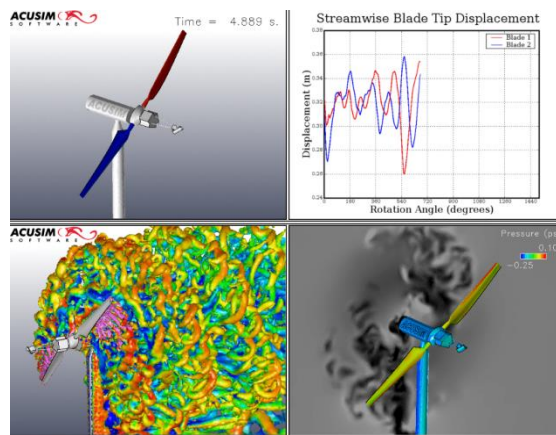 ACUSIM
SOFTWARE
Time = 4.889 s.
ACUSIM
Streamwise Blade Tip Displacement
Blade 1
Blade 2
0.38
0.36
0.34
0.32
0.30
0.28
0.26
0.24
Displacement (m)
0 180 360 540 720 900 1080 1260 1440
Rotation Angle (degrees)
ACUSIM
SOFTWARE
Pressure
0.10
-0.25
ACUSIM